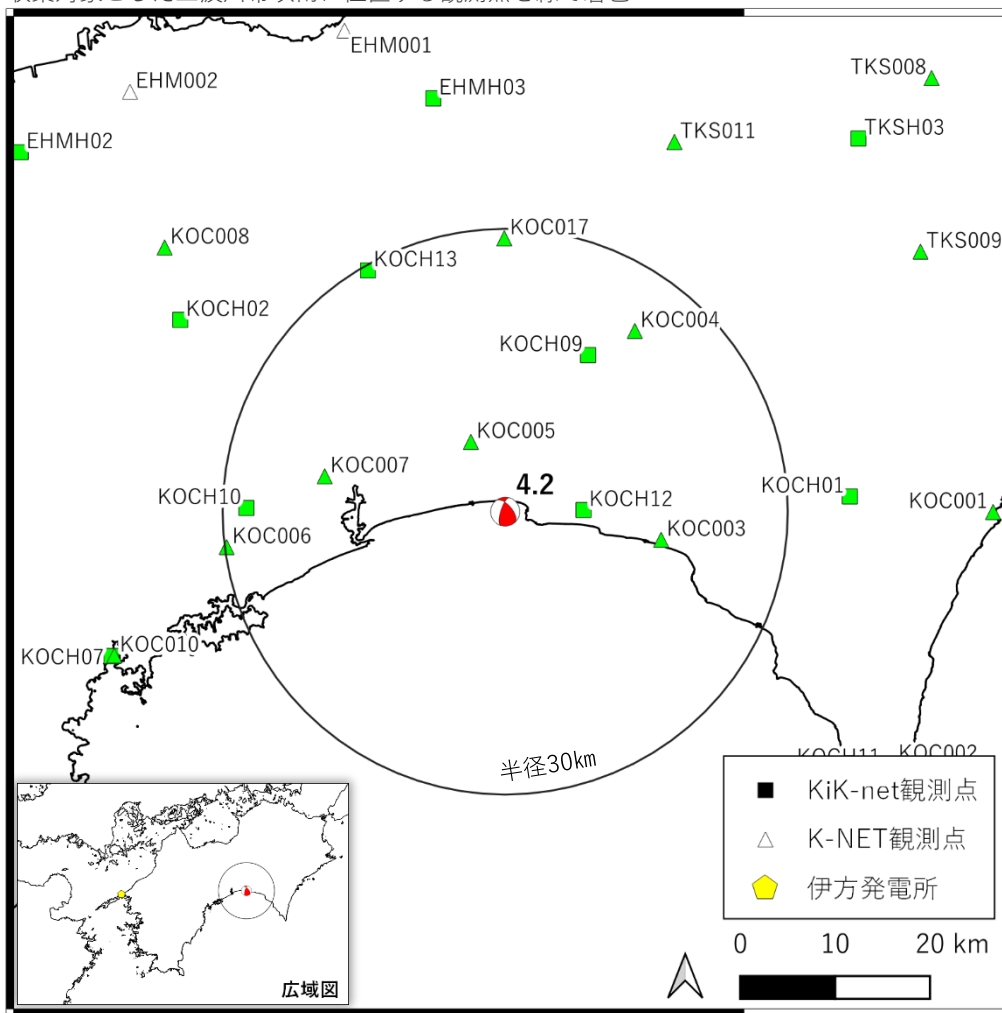 EHM001
EHM002
TKS008
EHMH03
TKS011
TKSH03
EHMH02
KOC017
KOC008
TKS009
KOCH13
KOCH02
KOC004
KOCH09
KOC005
KOC007
4.2
KOCH10
KOCH12
KOCH01
KOC001
KOC006
KOC003
KOCH07
KOC010
半径30km
KOCH11
KOC002
KiK-net観測点
K-NET観測点
伊方発電所
0 10 20 km
広域図